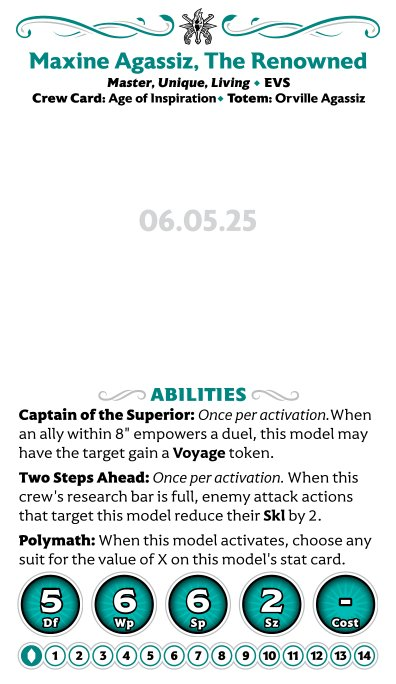 Maxine Agassiz, The Renowned
Master, Unique, Living ⬥ EVS
Crew Card: Age of Inspiration⬥ Totem: Orville Agassiz
06.05.25
ABILITIES
Captain of the Superior: Once per activation.When
an ally within 8" empowers a duel, this model may
have the target gain a Voyage token.
Two Steps Ahead: Once per activation. When this
crew's research bar is full, enemy attack actions
that target this model reduce their Skl by 2.
Polymath: When this model activates, choose any
suit for the value of X on this model's stat card.
5 6 6 2 -
Df Wp Sp Sz Cost
1 2 3 4 5 6 7 8 9 10 11 12 13 14